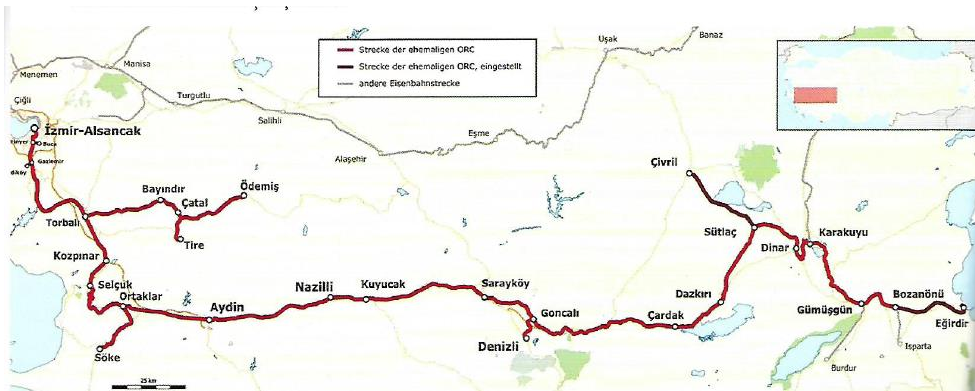 Strecke der ehemaligen ORC
Strecke der ehemaligen ORC, eingestellt
andere Eisenbahnstrecke
Banaz
Uşak
Manisa
Menemen
Turgutlu
Çiğli
Salihli
İzmir-Alsancak
Eşme
Buca
Alaşehir
Gaziemir
Çivril
Bayındır
Ödemiş
Çatal
Torbalı
Sütlaç
Karakuyu
Dinar
Tire
Kozpınar
Selçuk
Ortaklar
Nazilli
Kuyucak
Sarayköy
Dazkırı
Bozanönü
Aydin
Gümüşgün
Goncalı
Çardak
Eğirdir
Denizli
Isparta
Söke
Burdur
25 km